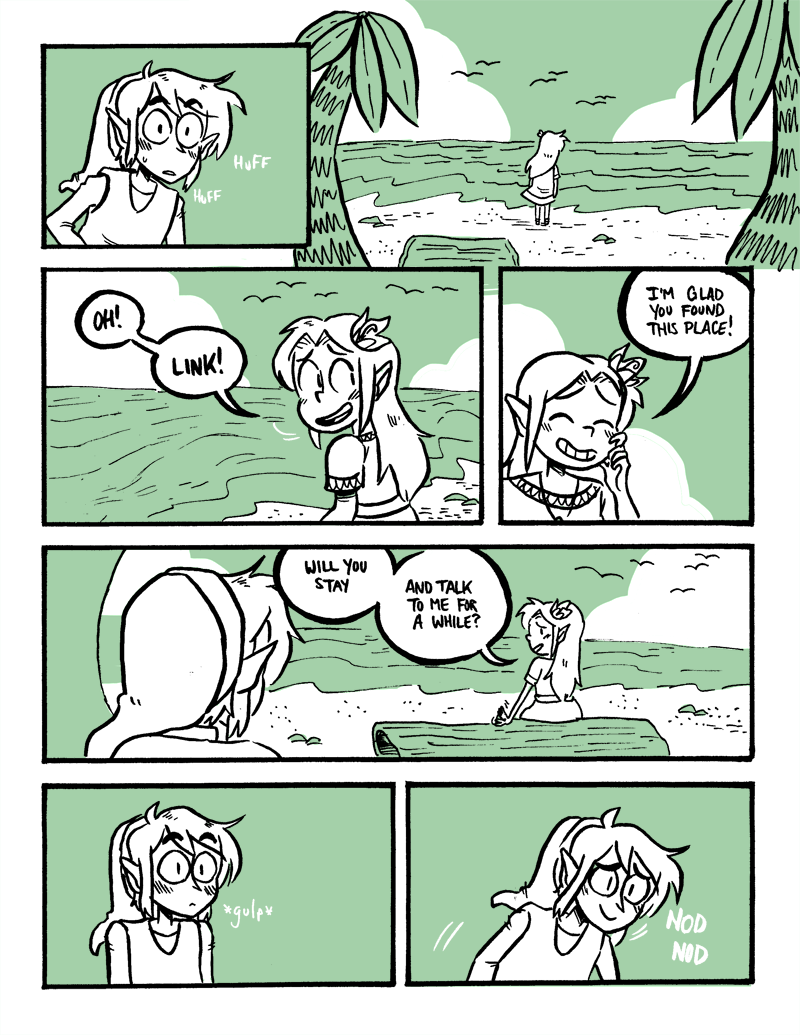 HUFF
HUFF
OH!
LINK!
I'M GLAD
YOU FOUND
THIS PLACE!
WILL YOU
STAY
AND TALK
TO ME FOR
A WHILE?
*gulp*
NOD
NOD